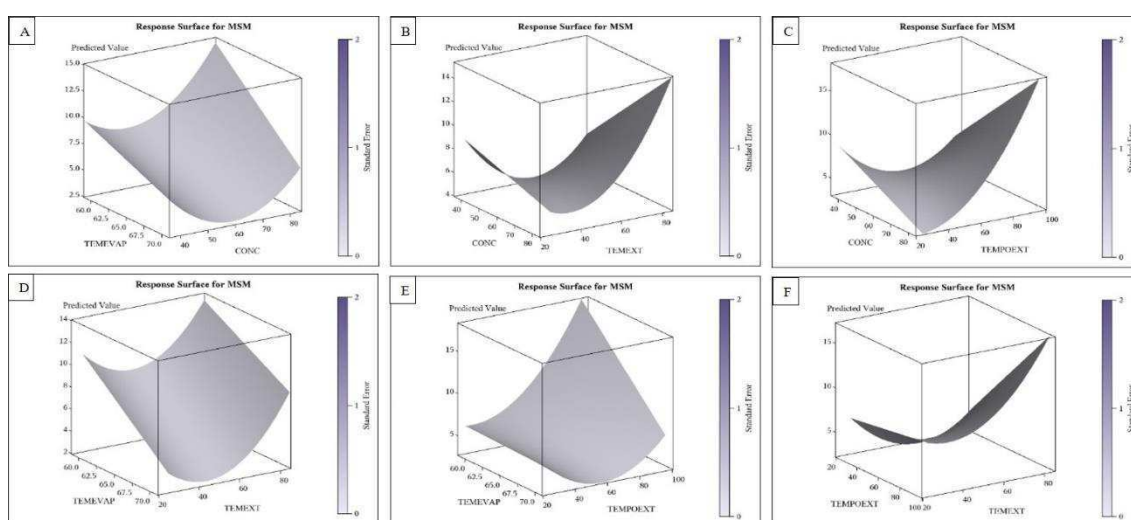 A
Response Surface for MSM
Predicted Value
15.0
12.5
10.0
7.5
5.0
2.5
60.0
62.5
65.0
67.5
70.0
TEMEVAP
40
50
60
70
80
CONC
2
1
0
Standard Error
B
Response Surface for MSM
Predicted Value
14
12
10
8
6
4
40
50
60
70
80
90
CONC
20
40
60
80
TEMEXT
2
1
0
Standard Error
C
Response Surface for MSM
Predicted Value
15
10
5
40
50
60
70
80
CONC
20
40
60
80
100
TEMPOEXT
2
1
0
Standard Error
D
Response Surface for MSM
Predicted Value
14
12
10
8
6
4
2
60.0
62.5
65.0
67.5
70.0
TEMEVAP
20
40
60
80
TEMEXT
2
1
0
Standard Error
E
Response Surface for MSM
Predicted Value
15
10
5
60.0
62.5
65.0
67.5
70.0
TEMEVAP
20
40
60
80
100
TEMPOEXT
2
1
0
Standard Error
F
Response Surface for MSM
Predicted Value
15
10
5
20
40
60
80
100
TEMPOEXT
20
40
60
80
TEMEXT
2
1
0
Standard Error